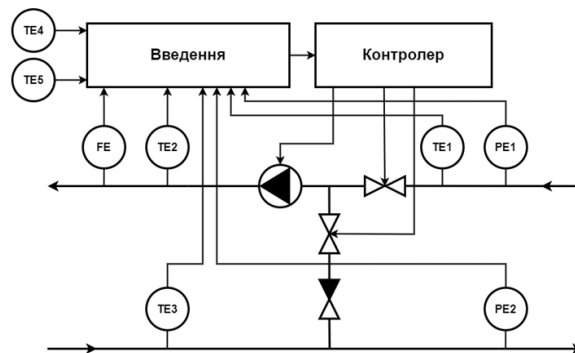 TE4
Введення
Контролер
TE5
FE
TE2
TE1
PE1
TE3
PE2